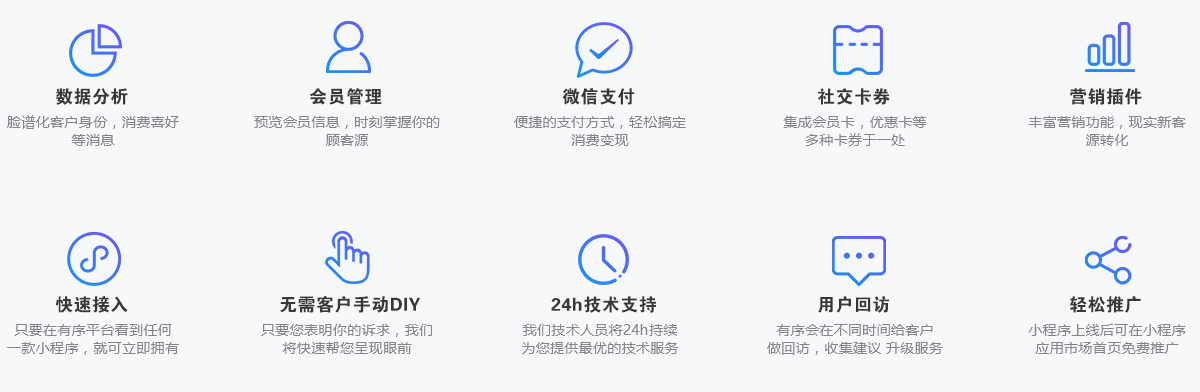 数据分析
脸谱化客户身份，消费喜好
等消息
会员管理
预览会员信息，时刻掌握你的
顾客源
微信支付
便捷的支付方式，轻松搞定
消费变现
社交卡券
集成会员卡，优惠卡等
多种卡券于一处
营销插件
丰富营销功能，现实新客
源转化
快速接入
只要在有序平台看到任何
一款小程序，就可立即拥有
无需客户手动DIY
只要您表明你的诉求，我们
将快速帮您呈现眼前
24h技术支持
我们技术人员将24h持续
为您提供最优的技术服务
用户回访
有序会在不同时间给客户
做回访，收集建议 升级服务
轻松推广
小程序上线后可在小程序
应用市场首页免费推广